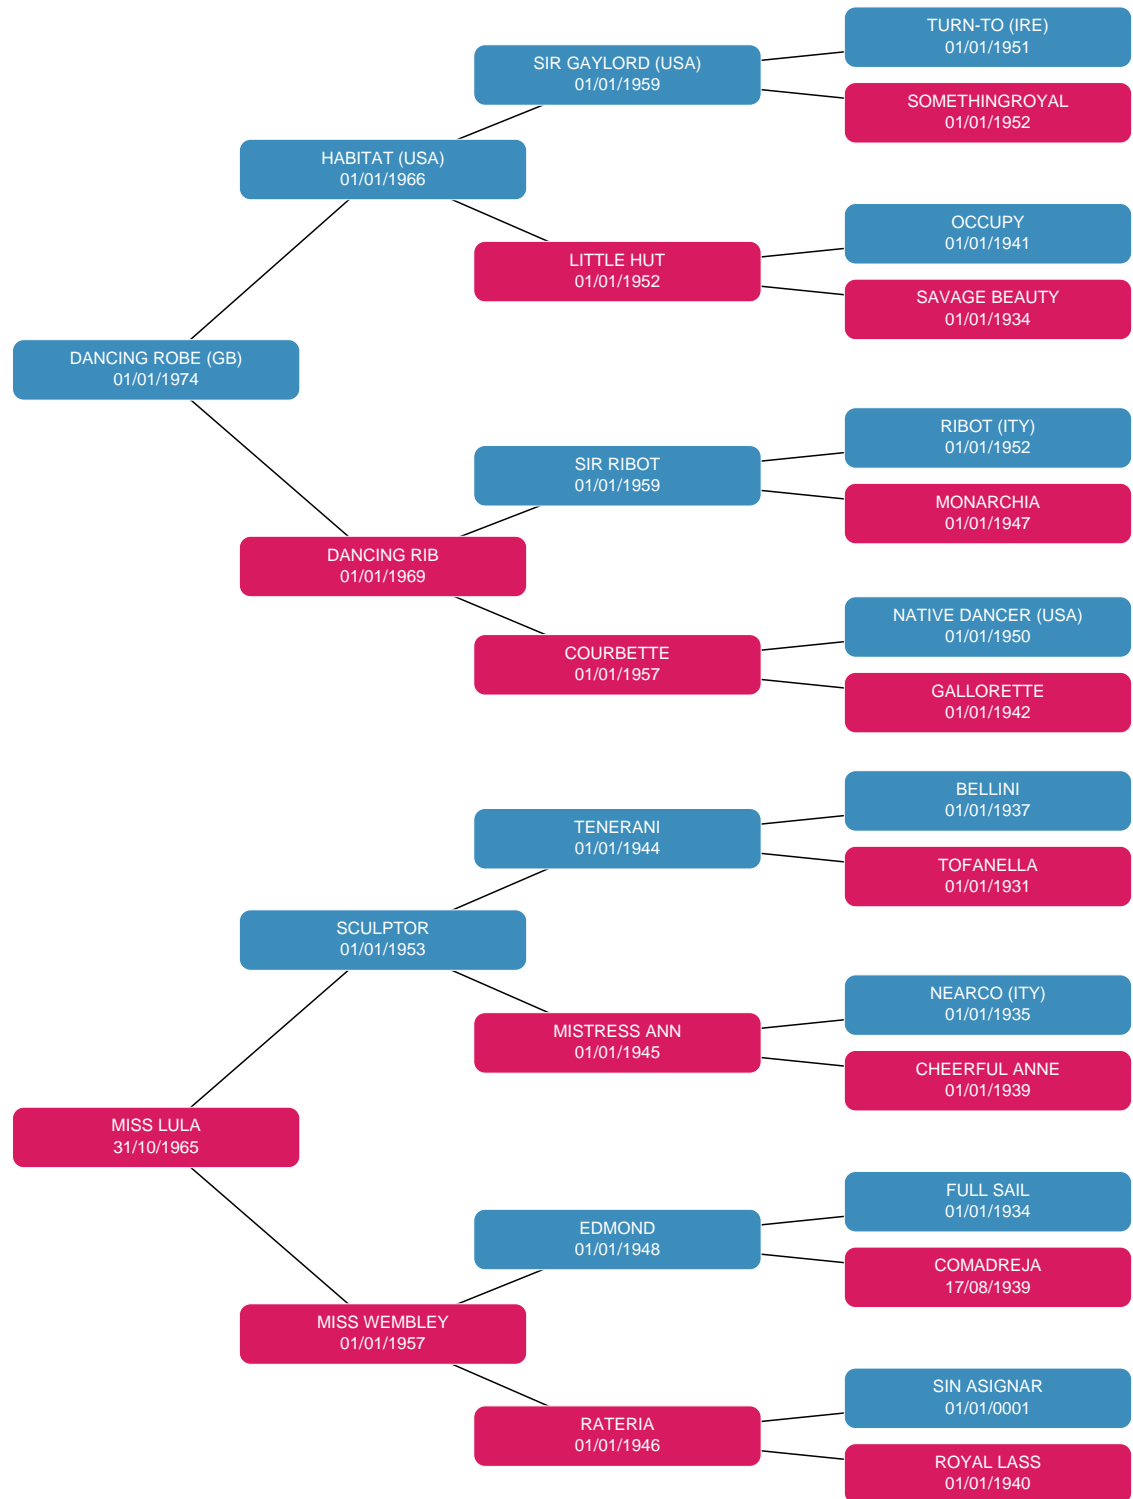 TURN-TO (IRE)
01/01/1951
SIR GAYLORD (USA)
01/01/1959
SOMETHINGROYAL
01/01/1952
HABITAT (USA)
01/01/1966
OCCUPY
01/01/1941
LITTLE HUT
01/01/1952
SAVAGE BEAUTY
01/01/1934
DANCING ROBE (GB)
01/01/1974
RIBOT (ITY)
01/01/1952
SIR RIBOT
01/01/1959
MONARCHIA
01/01/1947
DANCING RIB
01/01/1969
NATIVE DANCER (USA)
01/01/1950
COURBETTE
01/01/1957
GALLORETTE
01/01/1942
BELLINI
01/01/1937
TENERANI
01/01/1944
TOFANELLA
01/01/1931
SCULPTOR
01/01/1953
NEARCO (ITY)
01/01/1935
MISTRESS ANN
01/01/1945
CHEERFUL ANNE
01/01/1939
MISS LULA
31/10/1965
FULL SAIL
01/01/1934
EDMOND
01/01/1948
COMADREJA
17/08/1939
MISS WEMBLEY
01/01/1957
SIN ASIGNAR
01/01/0001
RATERIA
01/01/1946
ROYAL LASS
01/01/1940